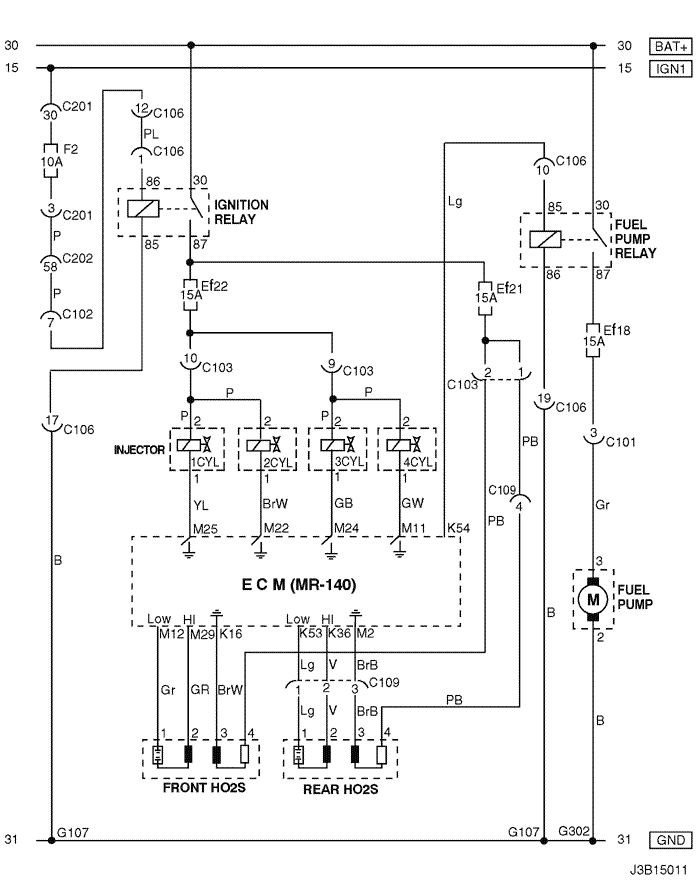 30 30 BAT+
15 15 IGN1
C201
30
12
C106
F2
10A
PL
C106
1
C106
10
86
30
Lg
3
C201
IGNITION
RELAY
85
30
FUEL
PUMP
RELAY
P
85
87
C202
58
86
87
P
Ef22
15A
Ef21
15A
C102
7
Ef18
15A
10
C103
9
C103
C103
2
1
P
P
19
C106
17
C106
P
2
2
P
2
2
3
C101
INJECTOR
1CYL
2CYL
3CYL
4CYL
PB
1
1
1
1
C109
4
YL
BrW
GB
GW
PB
Gr
M25
M22
M24
M11
K54
B
3
E C M (MR-140)
M
FUEL
PUMP
B
Low
HI
Low
HI
M12
M29
K16
K53
K36
M2
2
Lg
V
BrB
Gr
GR
BrW
1
2
3
C109
PB
Lg
V
BrB
B
1
2
3
4
1
2
3
4
FRONT HO2S
REAR HO2S
31
G107
G107
G302
31
GND
J3B15011